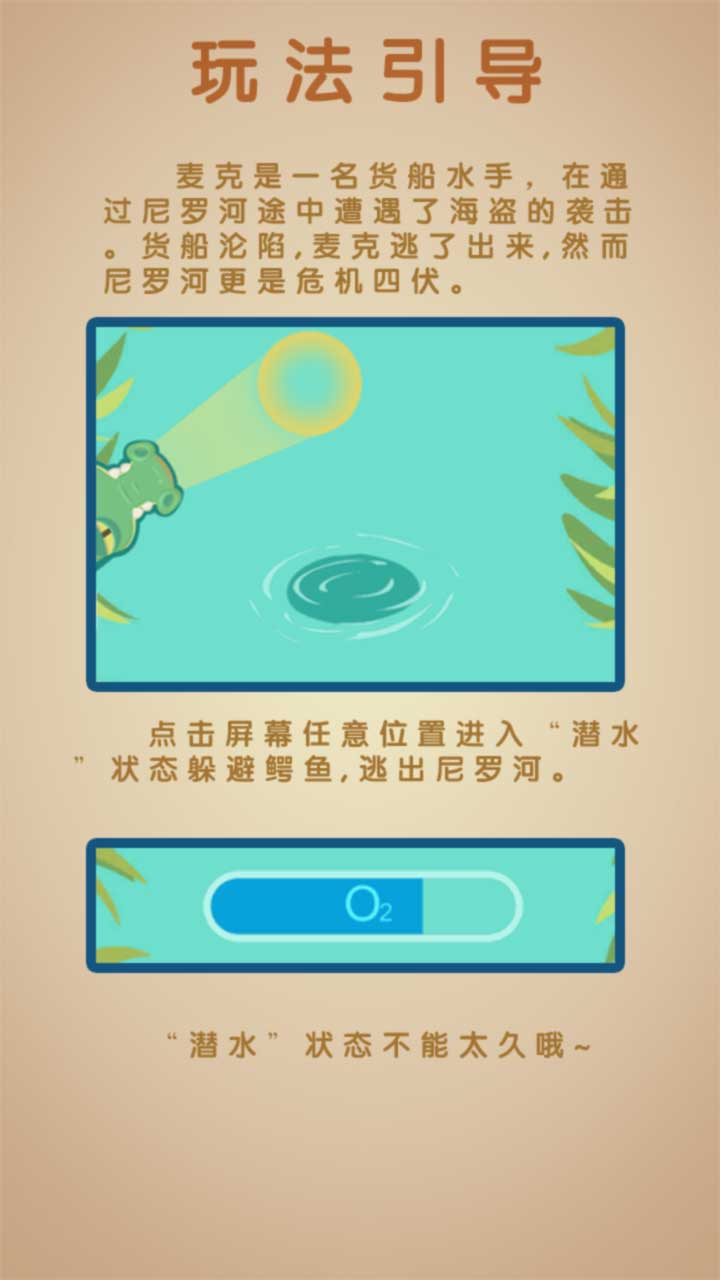 玩法引导
麦克是一名货船水手，在通
过尼罗河途中遭遇了海盗的袭击
。货船沦陷,麦克逃了出来,然而
尼罗河更是危机四伏。
点击屏幕任意位置进入“潜水
”状态躲避鳄鱼,逃出尼罗河。
O2
“潜水”状态不能太久哦~